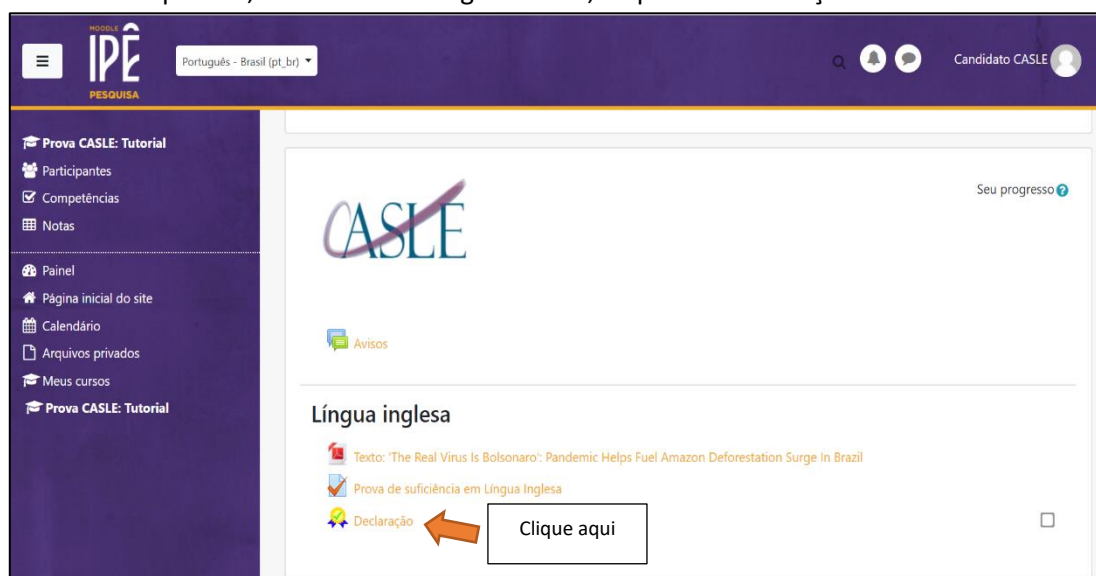 MOODLE
IPÊ
PESQUISA
Português - Brasil (pt_br)
Candidato CASLE
Prova CASLE: Tutorial
Participantes
Competências
Notas
Painel
Página inicial do site
Calendário
Arquivos privados
Meus cursos
Prova CASLE: Tutorial
CASLE
Seu progresso
Avisos
Língua inglesa
Texto: 'The Real Virus Is Bolsonaro': Pandemic Helps Fuel Amazon Deforestation Surge In Brazil
Prova de suficiência em Língua Inglesa
Declaração
Clique aqui